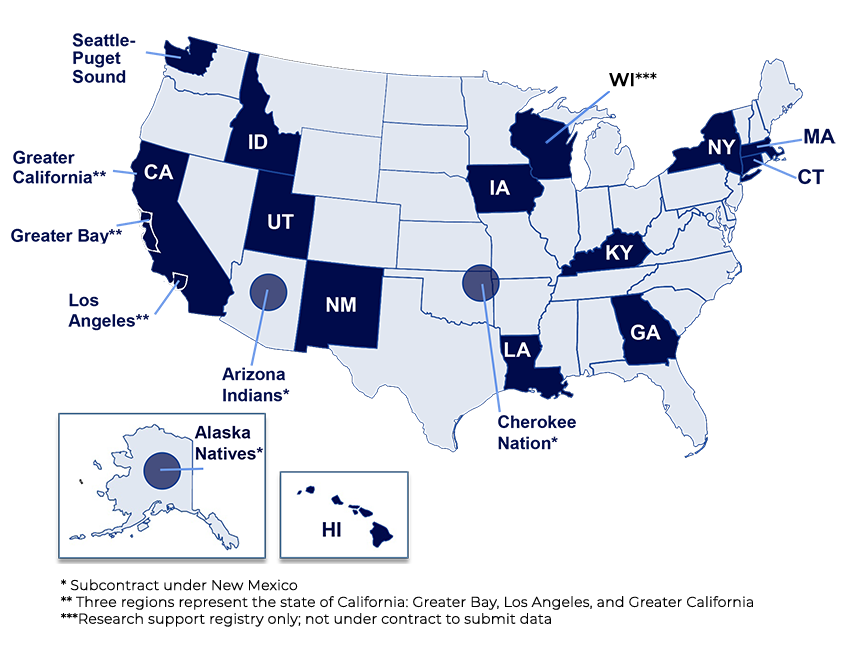 Seattle-
Puget
Sound
WI***
ID
NY
MA
CT
Greater
California**
CA
IA
UT
Greater Bay**
KY
Los
Angeles**
NM
GA
LA
Arizona
Indians*
Cherokee
Nation*
Alaska
Natives*
HI
* Subcontract under New Mexico
** Three regions represent the state of California: Greater Bay, Los Angeles, and Greater California
***Research support registry only; not under contract to submit data